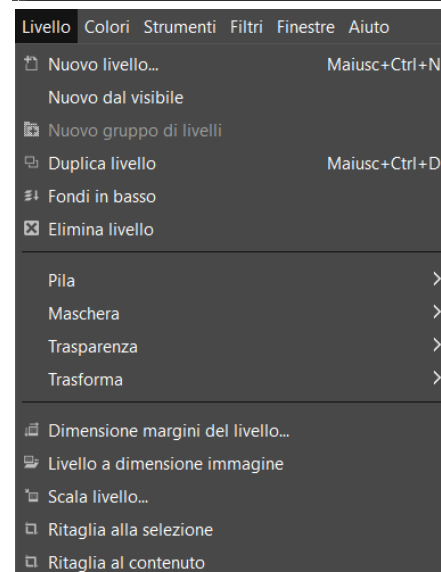 Livello Colori Strumenti Filtri Finestre Aiuto
Nuovo livello... Maiusc+Ctrl+N
Nuovo dal visibile
Nuovo gruppo di livelli
Duplica livello Maiusc+Ctrl+D
Fondi in basso
Elimina livello
Pila
Maschera
Trasparenza
Trasforma
Dimensione margini del livello...
Livello a dimensione immagine
Scala livello...
Ritaglia alla selezione
Ritaglia al contenuto